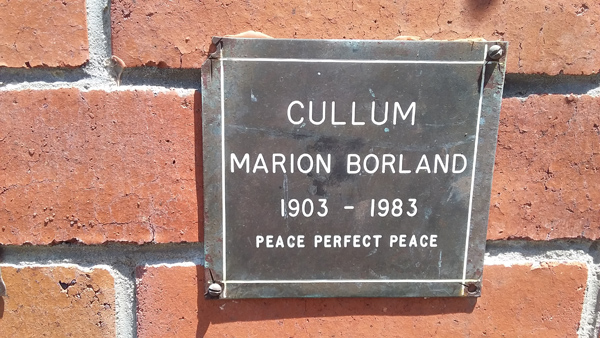 CULLUM
MARION BORLAND
1903 - 1983
PEACE PERFECT PEACE